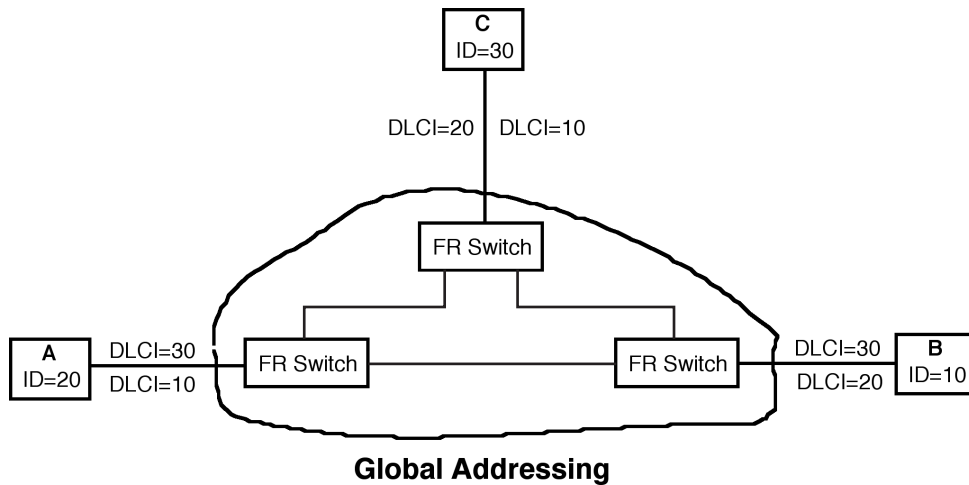 C
ID=30
DLCI=20 DLCI=10
FR Switch
A
ID=20
DLCI=30
DLCI=10
FR Switch
FR Switch
DLCI=30
DLCI=20
B
ID=10
Global Addressing